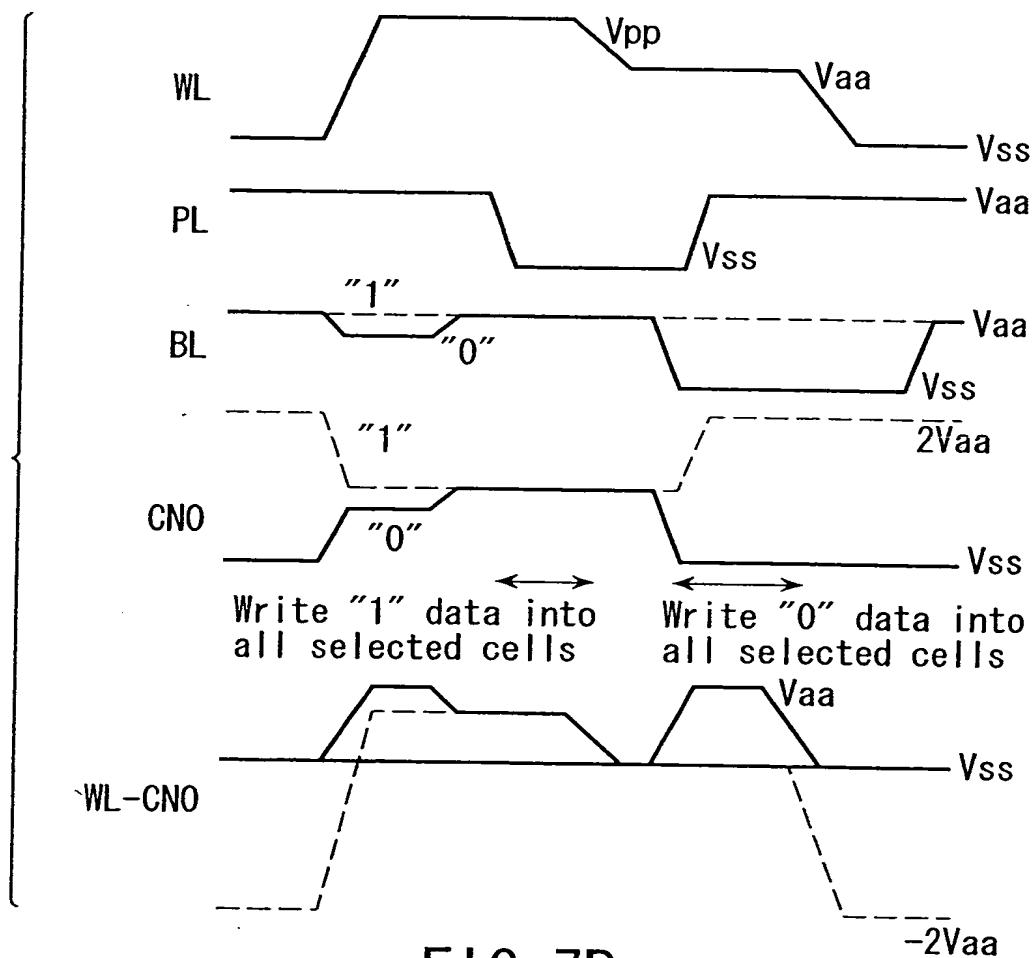 Vpp
WL
Vaa
Vss
PL
Vaa
Vss
"1"
BL
"0"
Vaa
Vss
"1"
2Vaa
CNO
"0"
Vss
Write "1" data into
all selected cells
Write "0" data into
all selected cells
Vaa
WL-CNO
Vss
-2Vaa